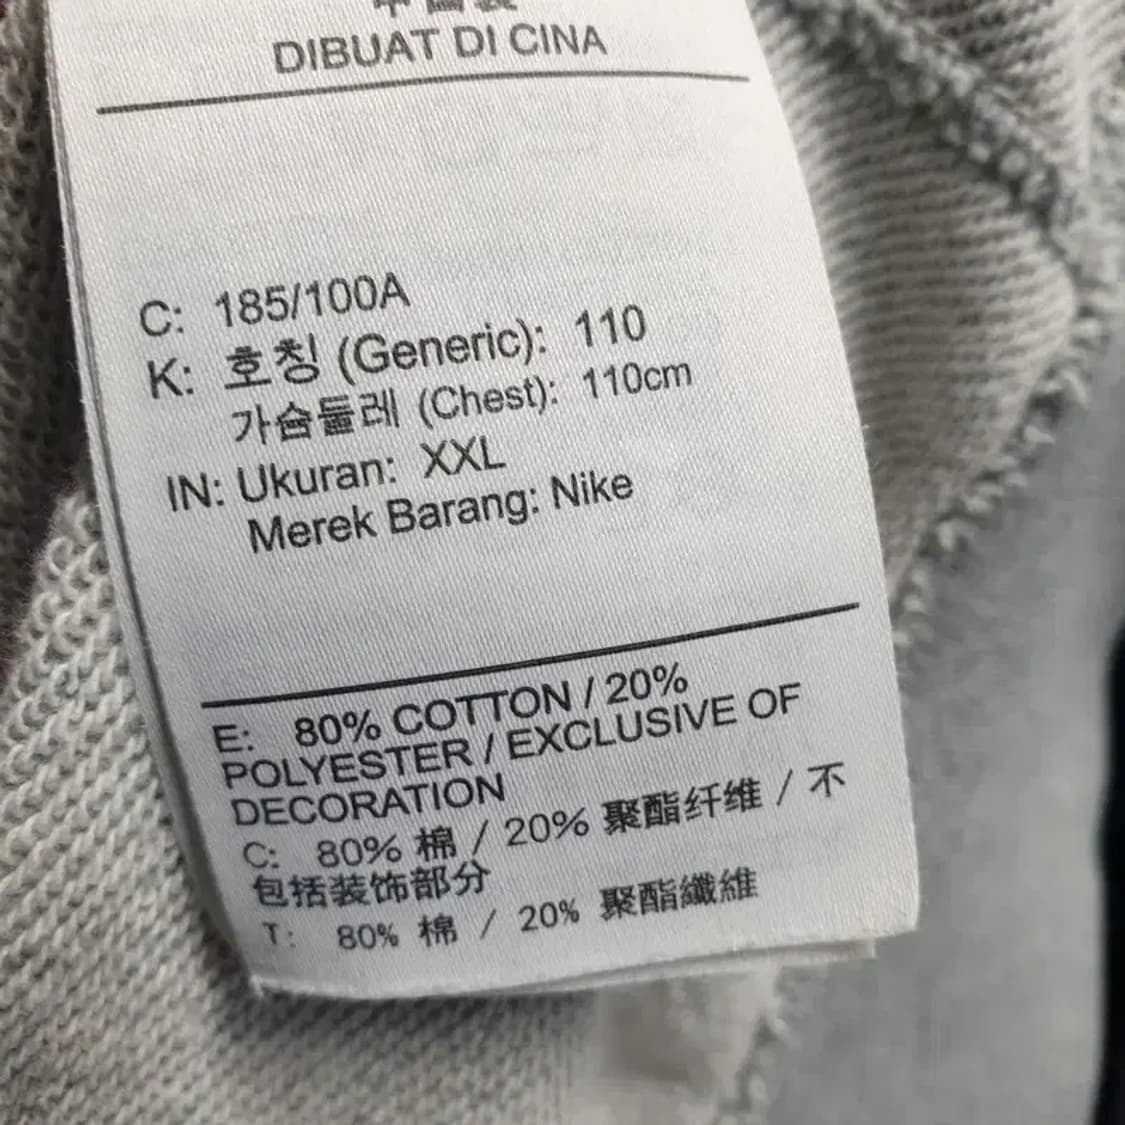 DIBUAT DI CINA
C: 185/100A
K: 호칭 (Generic): 110
가슴둘레 (Chest): 110cm
IN: Ukuran: XXL
Merek Barang: Nike
E: 80% COTTON / 20%
POLYESTER / EXCLUSIVE OF
DECORATION
C: 80% 棉 / 20% 聚酯纤维 / 不
包括装饰部分
T: 80% 棉 / 20% 聚酯纖維